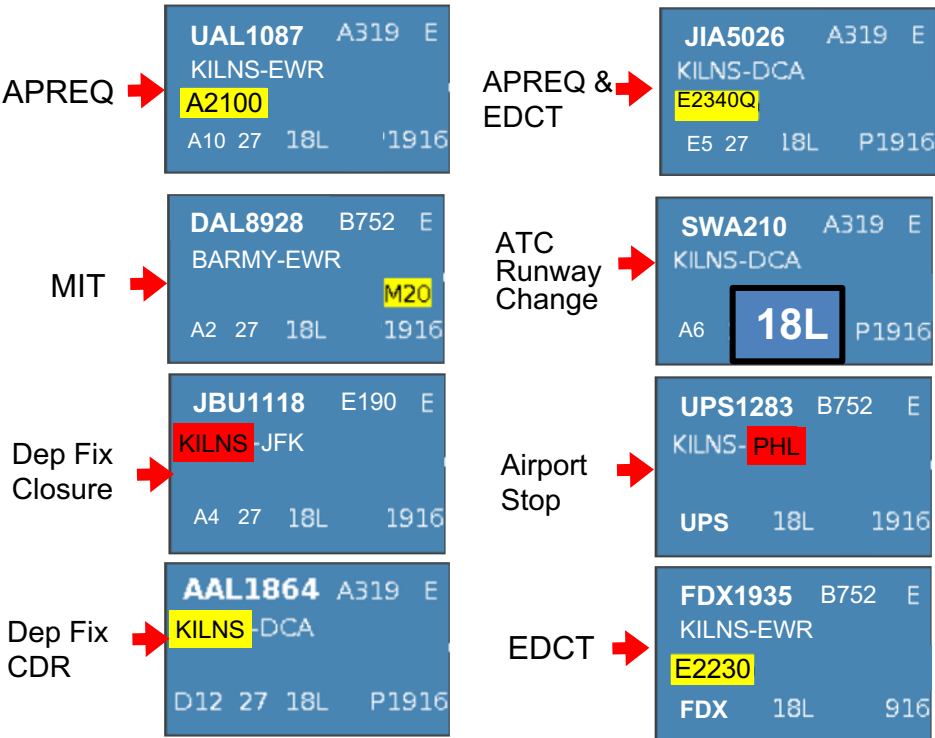 APREQ
UAL1087 A319 E
KILNS-EWR
A2100
A10 27 18L '1916
APREQ &
EDCT
JIA5026 A319 E
KILNS-DCA
E2340Q
E5 27 18L P1916
MIT
DAL8928 B752 E
BARMY-EWR
M20
A2 27 18L 1916
ATC
Runway
Change
SWA210 A319 E
KILNS-DCA
A6 18L P1916
Dep Fix
Closure
JBU1118 E190 E
KILNS-JFK
A4 27 18L 1916
Airport
Stop
UPS1283 B752 E
KILNS-PHL
UPS 18L 1916
Dep Fix
CDR
AAL1864 A319 E
KILNS-DCA
D12 27 18L P1916
EDCT
FDX1935 B752 E
KILNS-EWR
E2230
FDX 18L 916